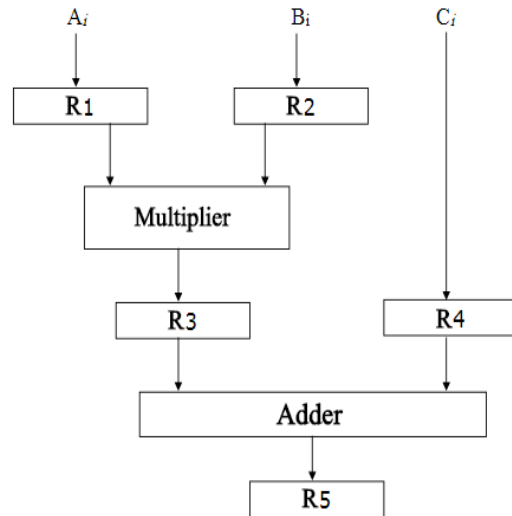 Aᵢ Bᵢ Cᵢ
R1 R2
Multiplier
R3 R4
Adder
R5